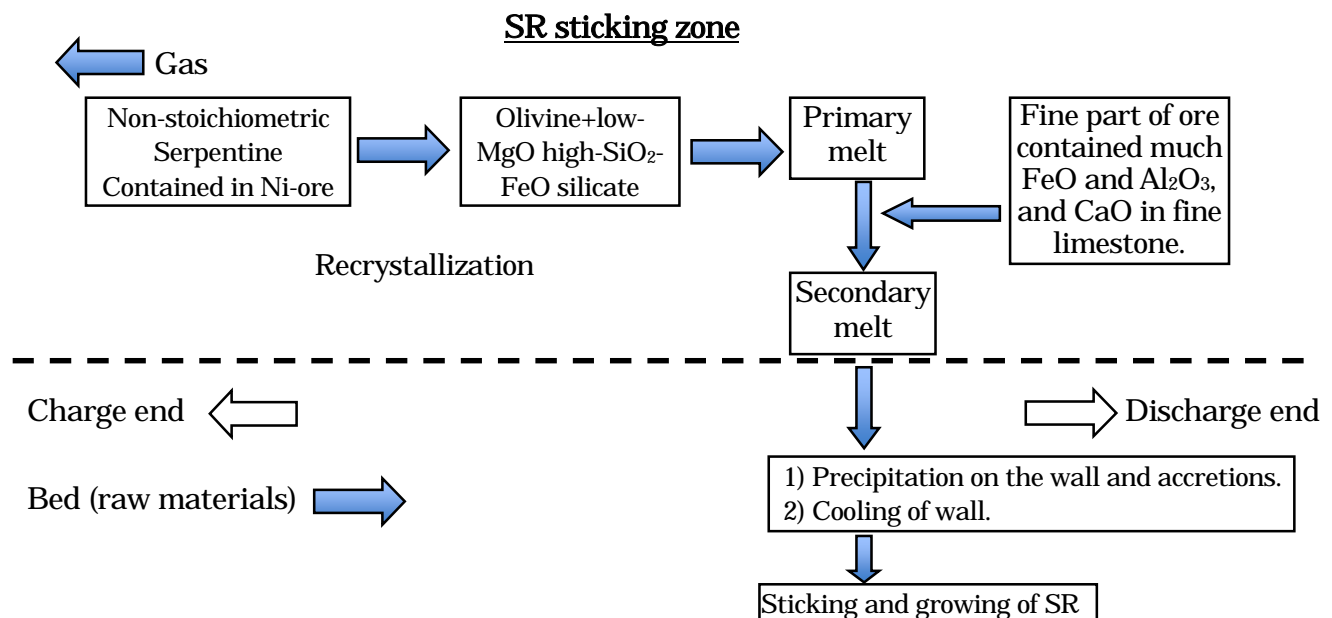 SR sticking zone
Gas
Non-stoichiometric
Serpentine
Contained in Ni-ore
Olivine+low-
MgO high-SiO₂-
FeO silicate
Primary
melt
Fine part of ore
contained much
FeO and Al₂O₃,
and CaO in fine
limestone.
Recrystallization
Secondary
melt
Charge end
Discharge end
Bed (raw materials)
1) Precipitation on the wall and accretions.
2) Cooling of wall.
Sticking and growing of SR